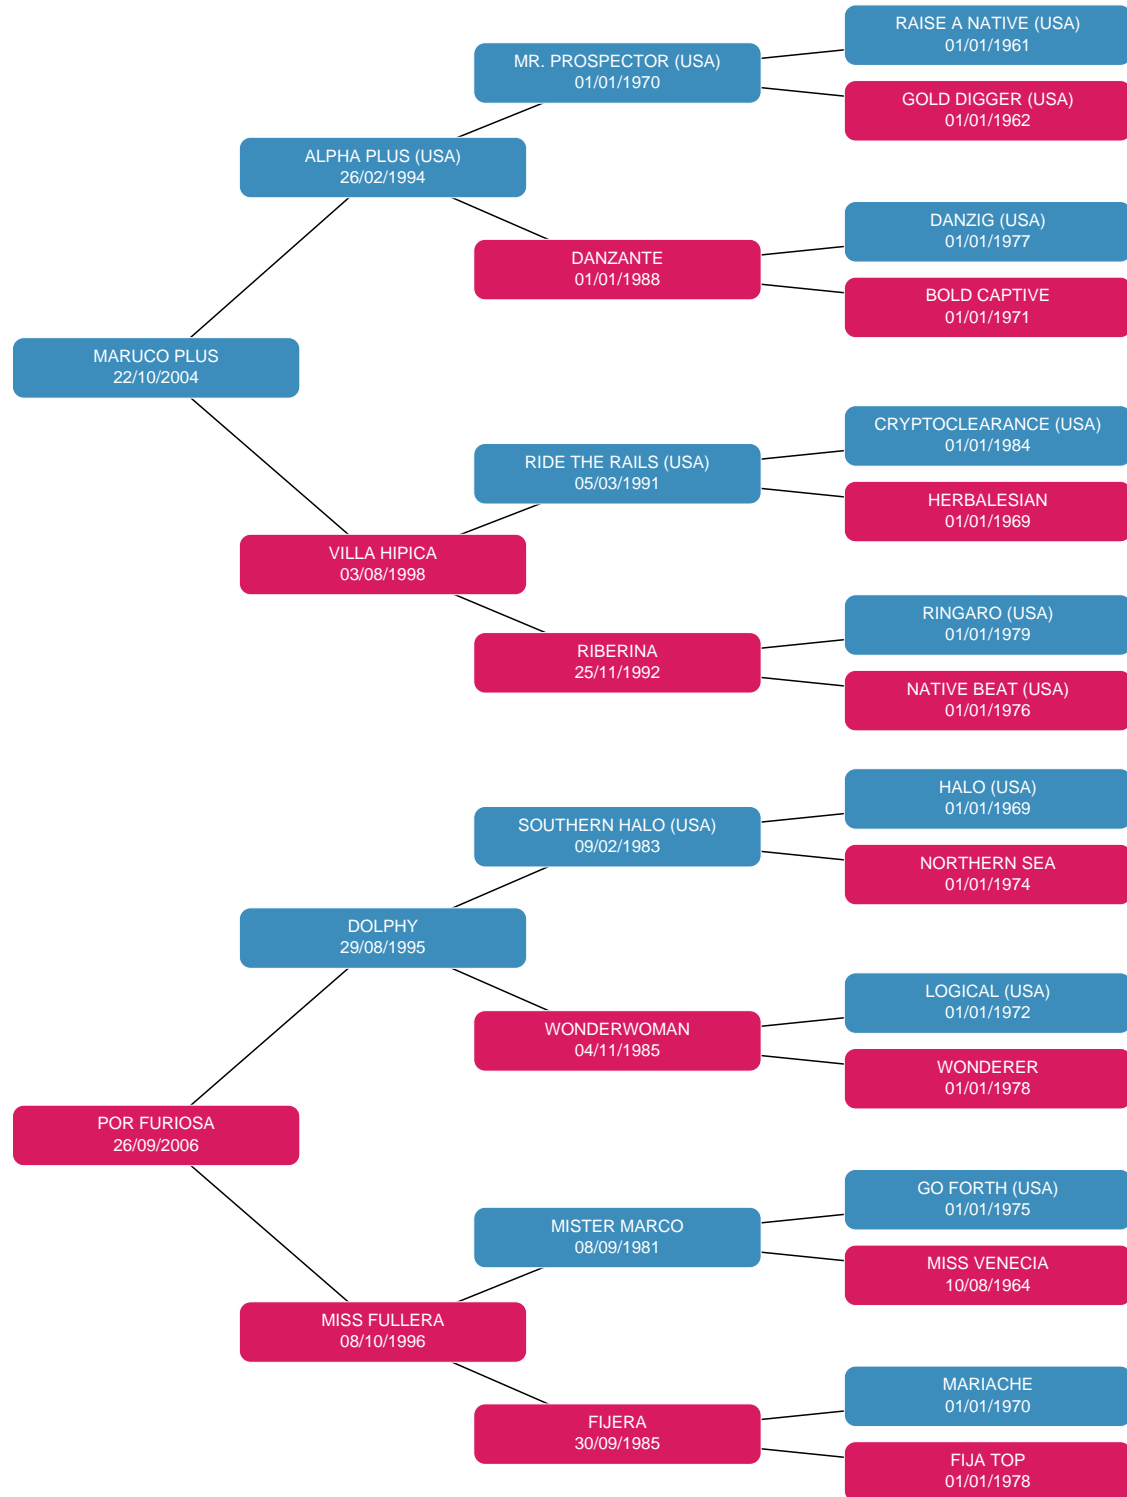 RAISE A NATIVE (USA)
01/01/1961
MR. PROSPECTOR (USA)
01/01/1970
GOLD DIGGER (USA)
01/01/1962
ALPHA PLUS (USA)
26/02/1994
DANZIG (USA)
01/01/1977
DANZANTE
01/01/1988
BOLD CAPTIVE
01/01/1971
MARUCO PLUS
22/10/2004
CRYPTOCLEARANCE (USA)
01/01/1984
RIDE THE RAILS (USA)
05/03/1991
HERBALESIAN
01/01/1969
VILLA HIPICA
03/08/1998
RINGARO (USA)
01/01/1979
RIBERINA
25/11/1992
NATIVE BEAT (USA)
01/01/1976
HALO (USA)
01/01/1969
SOUTHERN HALO (USA)
09/02/1983
NORTHERN SEA
01/01/1974
DOLPHY
29/08/1995
LOGICAL (USA)
01/01/1972
WONDERWOMAN
04/11/1985
WONDERER
01/01/1978
POR FURIOSA
26/09/2006
GO FORTH (USA)
01/01/1975
MISTER MARCO
08/09/1981
MISS VENECIA
10/08/1964
MISS FULLERA
08/10/1996
MARIACHE
01/01/1970
FIJERA
30/09/1985
FIJA TOP
01/01/1978